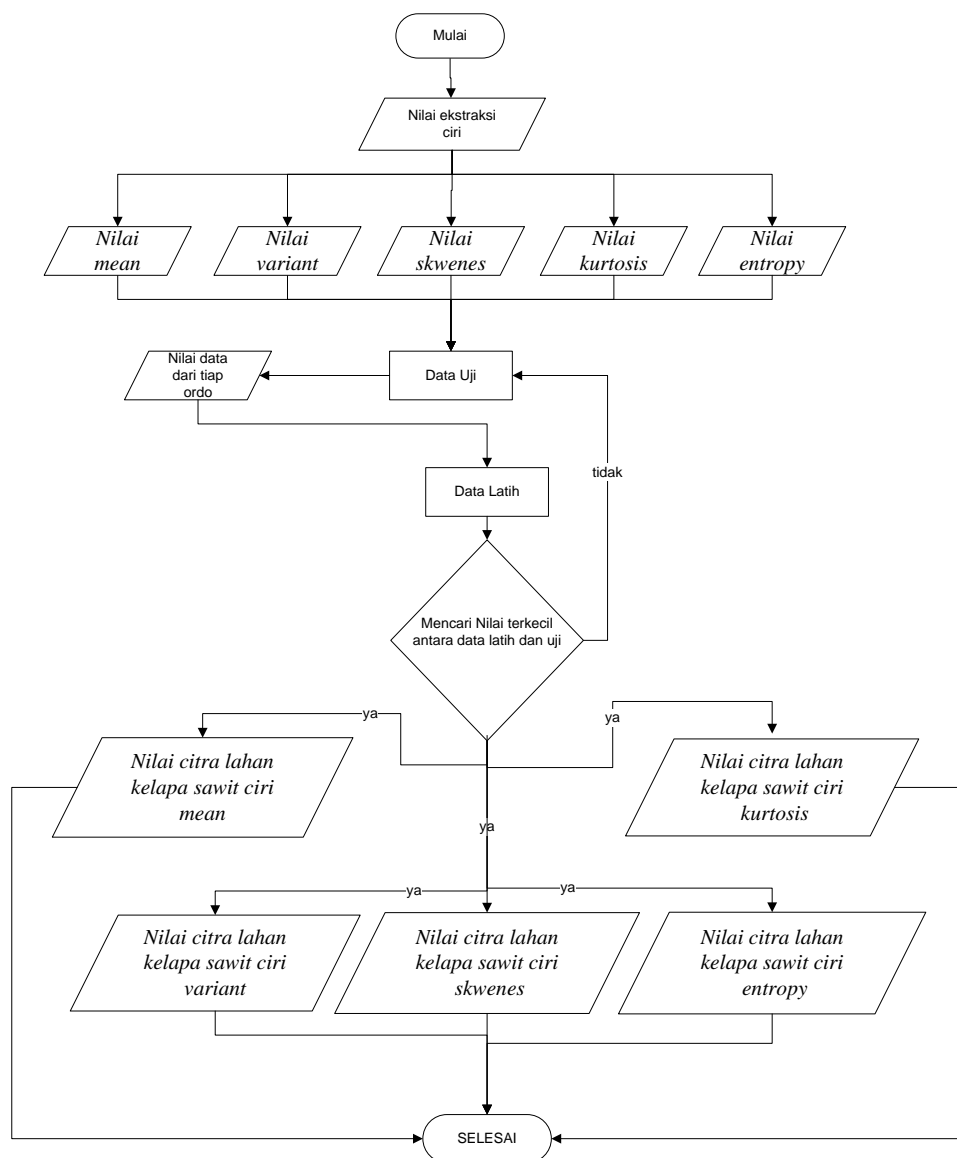 Mulai
Nilai ekstraksi
ciri
Nilai
mean
Nilai
variant
Nilai
skwenes
Nilai
kurtosis
Nilai
entropy
Nilai data
dari tiap
ordo
Data Uji
tidak
Data Latih
Mencari Nilai terkecil
antara data latih dan uji
ya
ya
Nilai citra lahan
kelapa sawit ciri
mean
Nilai citra lahan
kelapa sawit ciri
kurtosis
ya
ya
ya
Nilai citra lahan
kelapa sawit ciri
variant
Nilai citra lahan
kelapa sawit ciri
skwenes
Nilai citra lahan
kelapa sawit ciri
entropy
SELESAI